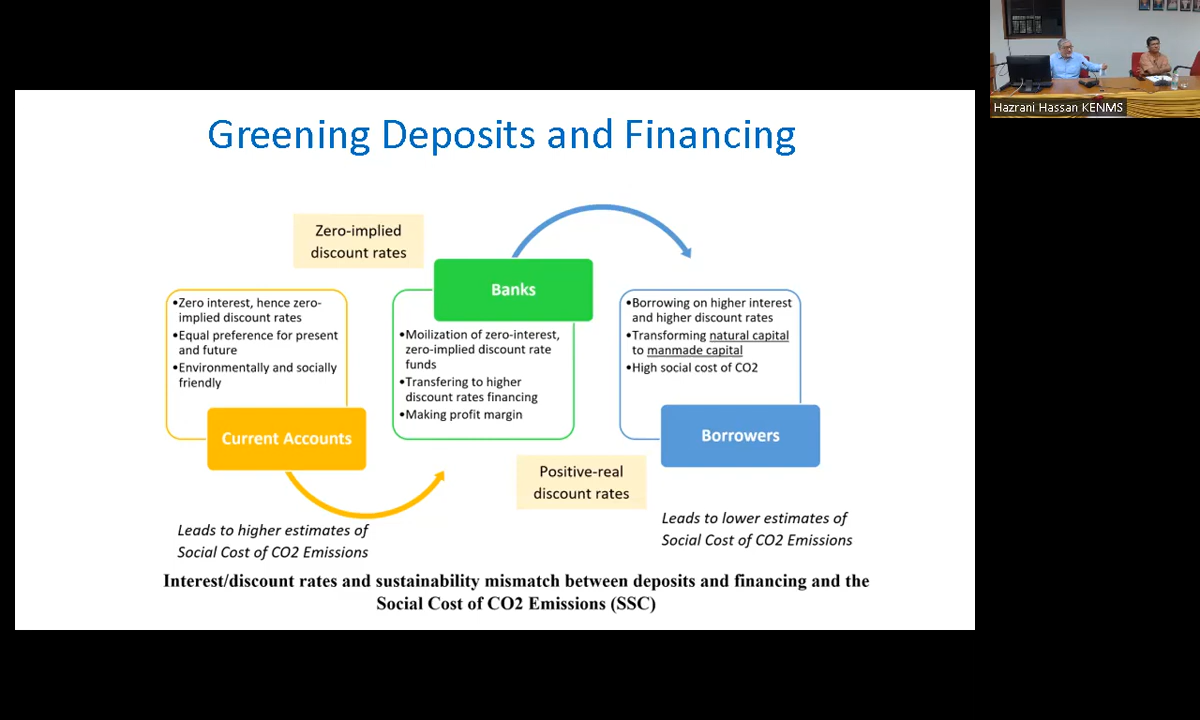 Hazrani Hassan KENMS
Greening Deposits and Financing
Zero-implied
discount rates
•Zero interest, hence zero-
implied discount rates
•Equal preference for present
and future
•Environmentally and socially
friendly
Current Accounts
Banks
•Moilization of zero-interest,
zero-implied discount rate
funds
•Transfering to higher
discount rates financing
•Making profit margin
•Borrowing on higher interest
and higher discount rates
•Transforming natural capital
to manmade capital
•High social cost of CO2
Borrowers
Positive-real
discount rates
Leads to higher estimates of
Social Cost of CO2 Emissions
Leads to lower estimates of
Social Cost of CO2 Emissions
Interest/discount rates and sustainability mismatch between deposits and financing and the
Social Cost of CO2 Emissions (SSC)